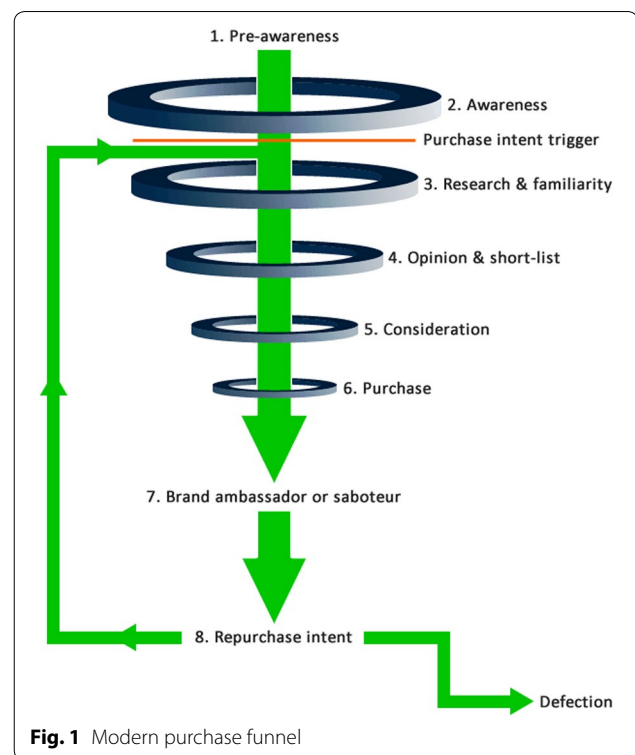 1. Pre-awareness
2. Awareness
Purchase intent trigger
3. Research & familiarity
4. Opinion & short-list
5. Consideration
6. Purchase
7. Brand ambassador or saboteur
8. Repurchase intent
Defection
Fig. 1 Modern purchase funnel